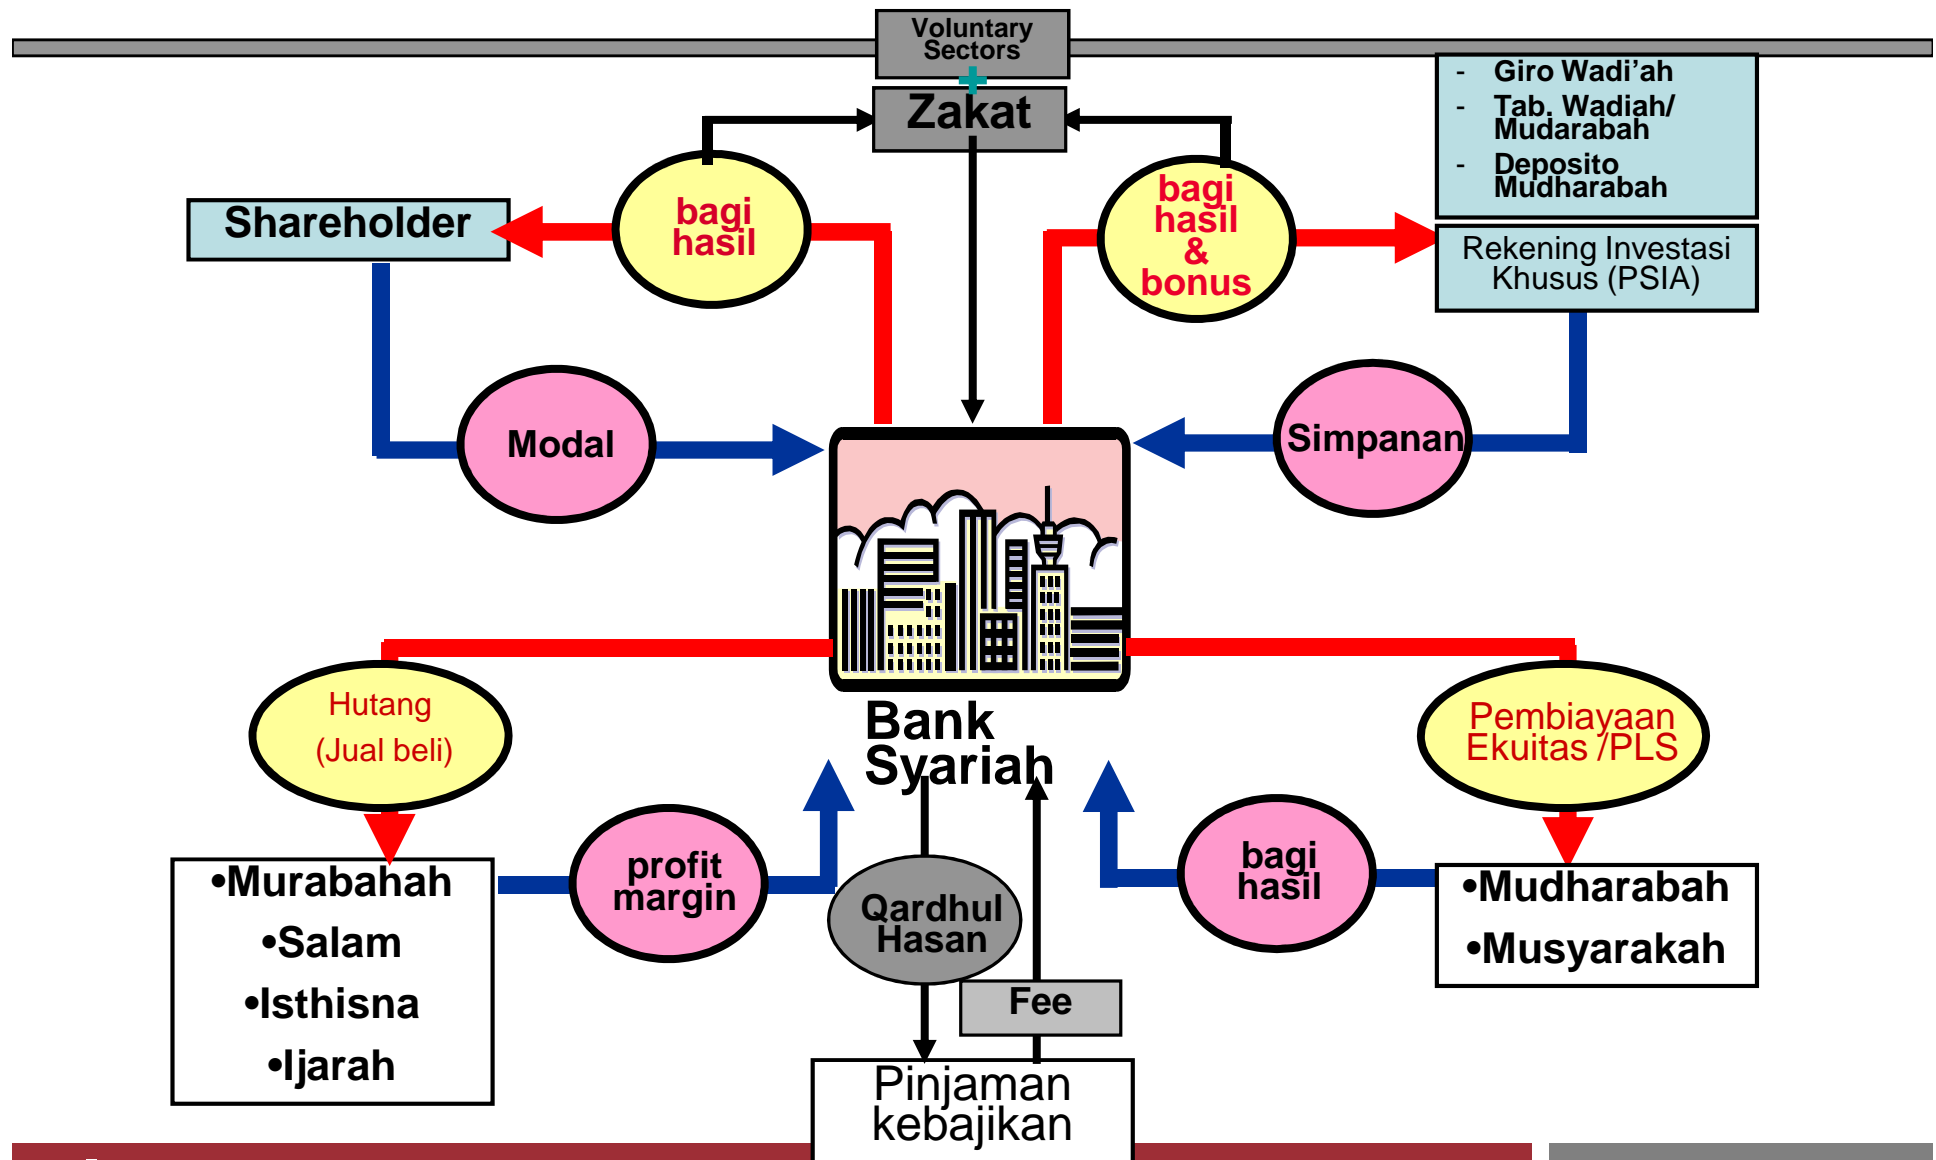 Voluntary
Sectors
+
Zakat
- Giro Wadi'ah
- Tab. Wadiah/
Mudarabah
- Deposito
Mudharabah
Shareholder
bagi
hasil
bagi
hasil
&
bonus
Rekening Investasi
Khusus (PSIA)
Modal
Simpanan
Hutang
(Jual beli)
Bank
Syariah
Pembiayaan
Ekuitas /PLS
•Murabahah
•Salam
•Isthisna
•Ijarah
profit
margin
Qardhul
Hasan
Fee
bagi
hasil
•Mudharabah
•Musyarakah
Pinjaman
kebajikan